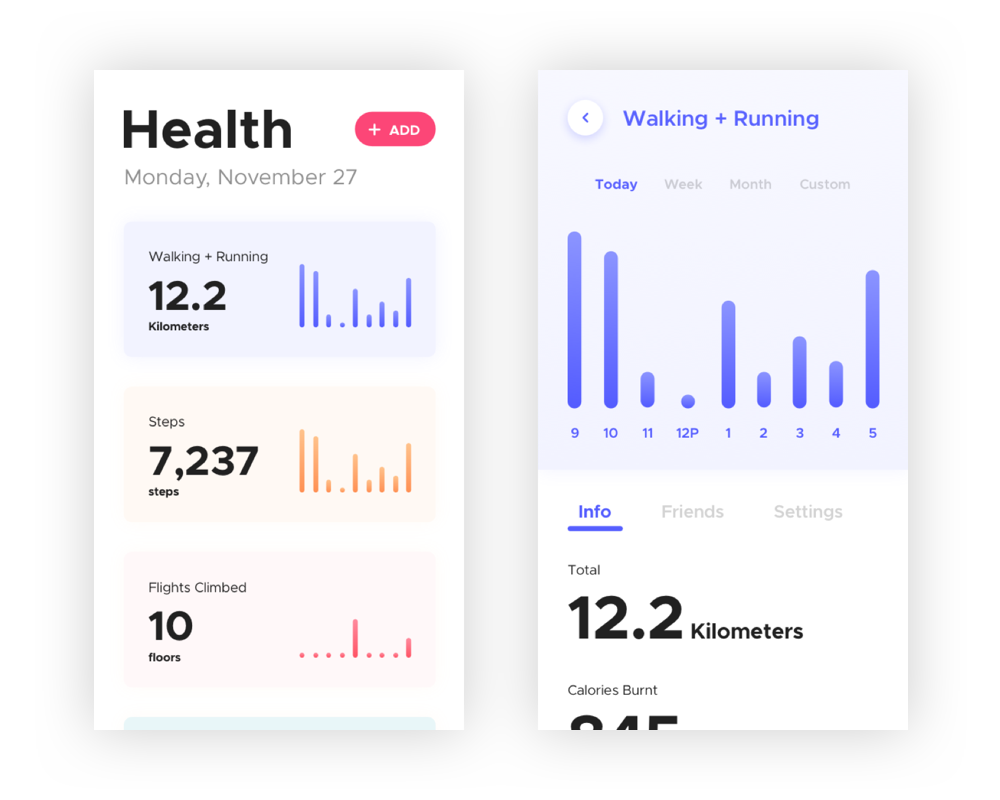 Health
+ ADD
Monday, November 27
Walking + Running
12.2
Kilometers
Steps
7,237
steps
Flights Climbed
10
floors
Walking + Running
Today Week Month Custom
9 10 11 12P 1 2 3 4 5
Info Friends Settings
Total
12.2 Kilometers
Calories Burnt